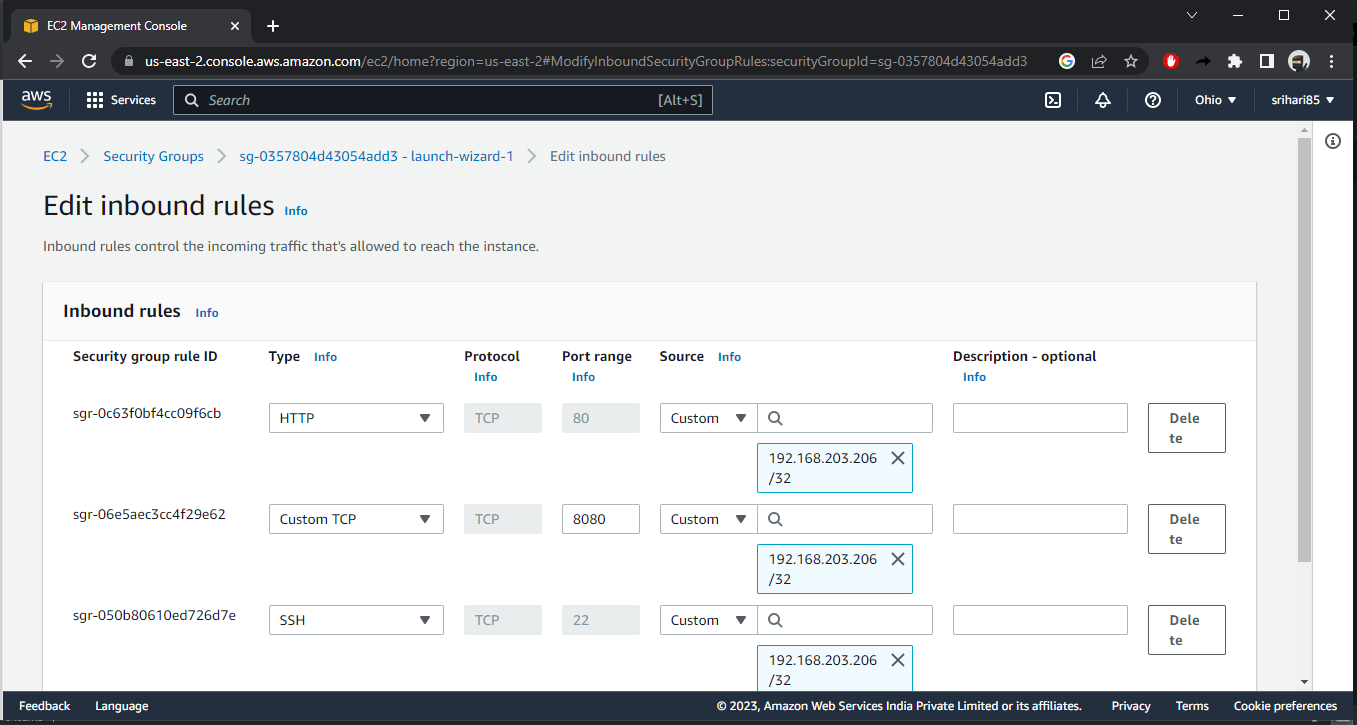 EC2 Management Console
us-east-2.console.aws.amazon.com/ec2/home?region=us-east-2#ModifyInboundSecurityGroupRules:securityGroupId=sg-0357804d43054add3
aws Services Search [Alt+S] Ohio srihari85
EC2 Security Groups sg-0357804d43054add3 - launch-wizard-1 Edit inbound rules
Edit inbound rules Info
Inbound rules control the incoming traffic that's allowed to reach the instance.
Inbound rules Info
Security group rule ID Type Info Protocol Port range Source Info Description - optional
Info Info Info
sgr-0c63f0bf4cc09f6cb HTTP TCP 80 Custom Dele
te
192.168.203.206
/32
sgr-06e5aec3cc4f29e62 Custom TCP TCP 8080 Custom Dele
te
192.168.203.206
/32
sgr-050b80610ed726d7e SSH TCP 22 Custom Dele
te
192.168.203.206
/32
Feedback Language © 2023, Amazon Web Services India Private Limited or its affiliates. Privacy Terms Cookie preferences